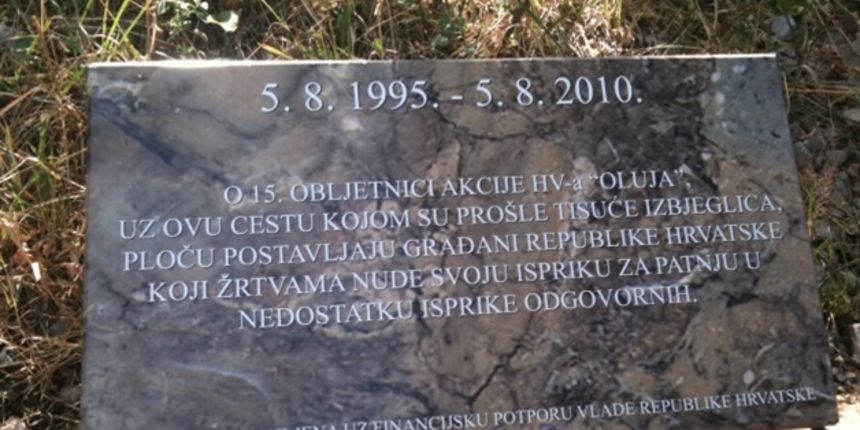 5. 8. 1995. - 5. 8. 2010.
O 15. OBLJETNICI AKCIJE HV-a “OLUJA”,
UZ OVU CESTU KOJOM SU PROŠLE TISUĆE IZBJEGLICA,
PLOČU POSTAVLJAJU GRAĐANI REPUBLIKE HRVATSKE
KOJI ŽRTVAMA NUDE SVOJU ISPRIKU ZA PATNJU U
NEDOSTATKU ISPRIKE ODGOVORNIH.
UZ FINANCIJSKU POTPORU VLADE REPUBLIKE HRVATSKE